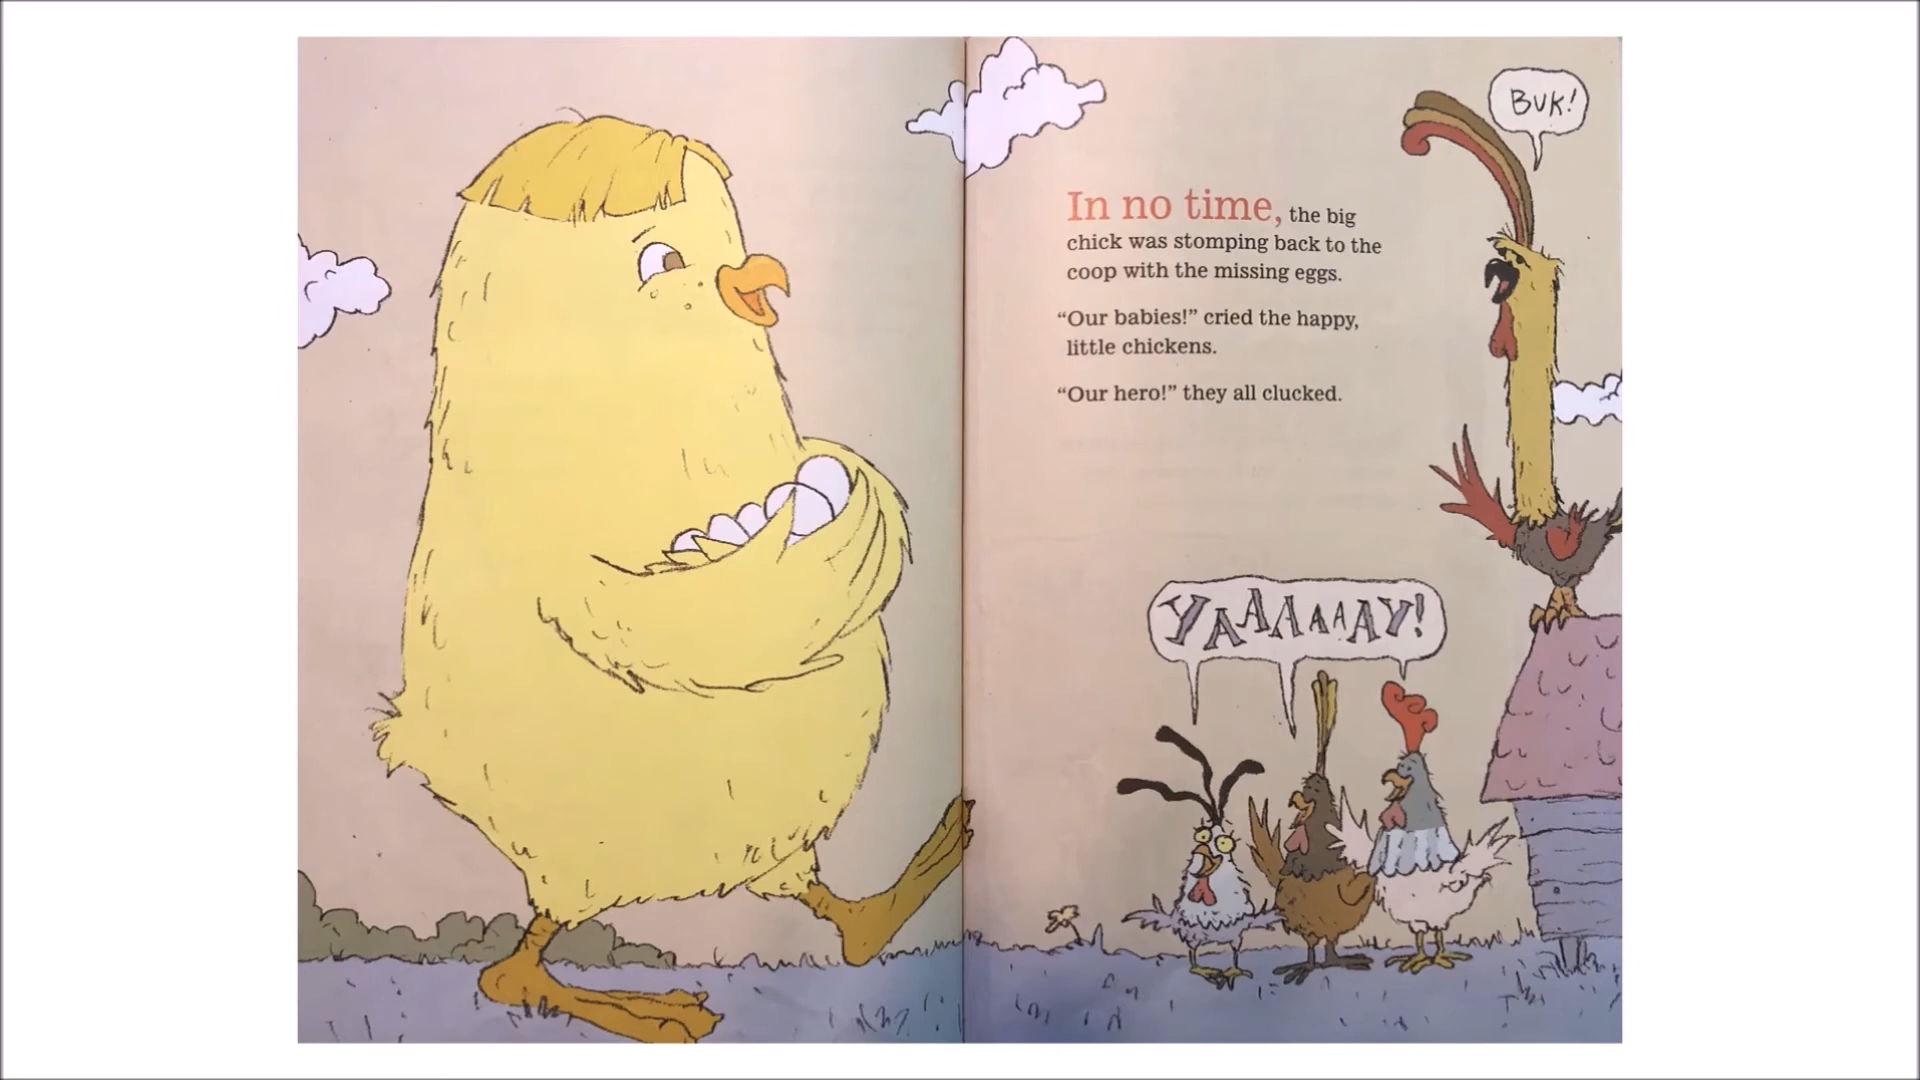 BUK!
In no time, the big
chick was stomping back to the
coop with the missing eggs.
“Our babies!” cried the happy,
little chickens.
“Our hero!” they all clucked.
YAAAAAAY!